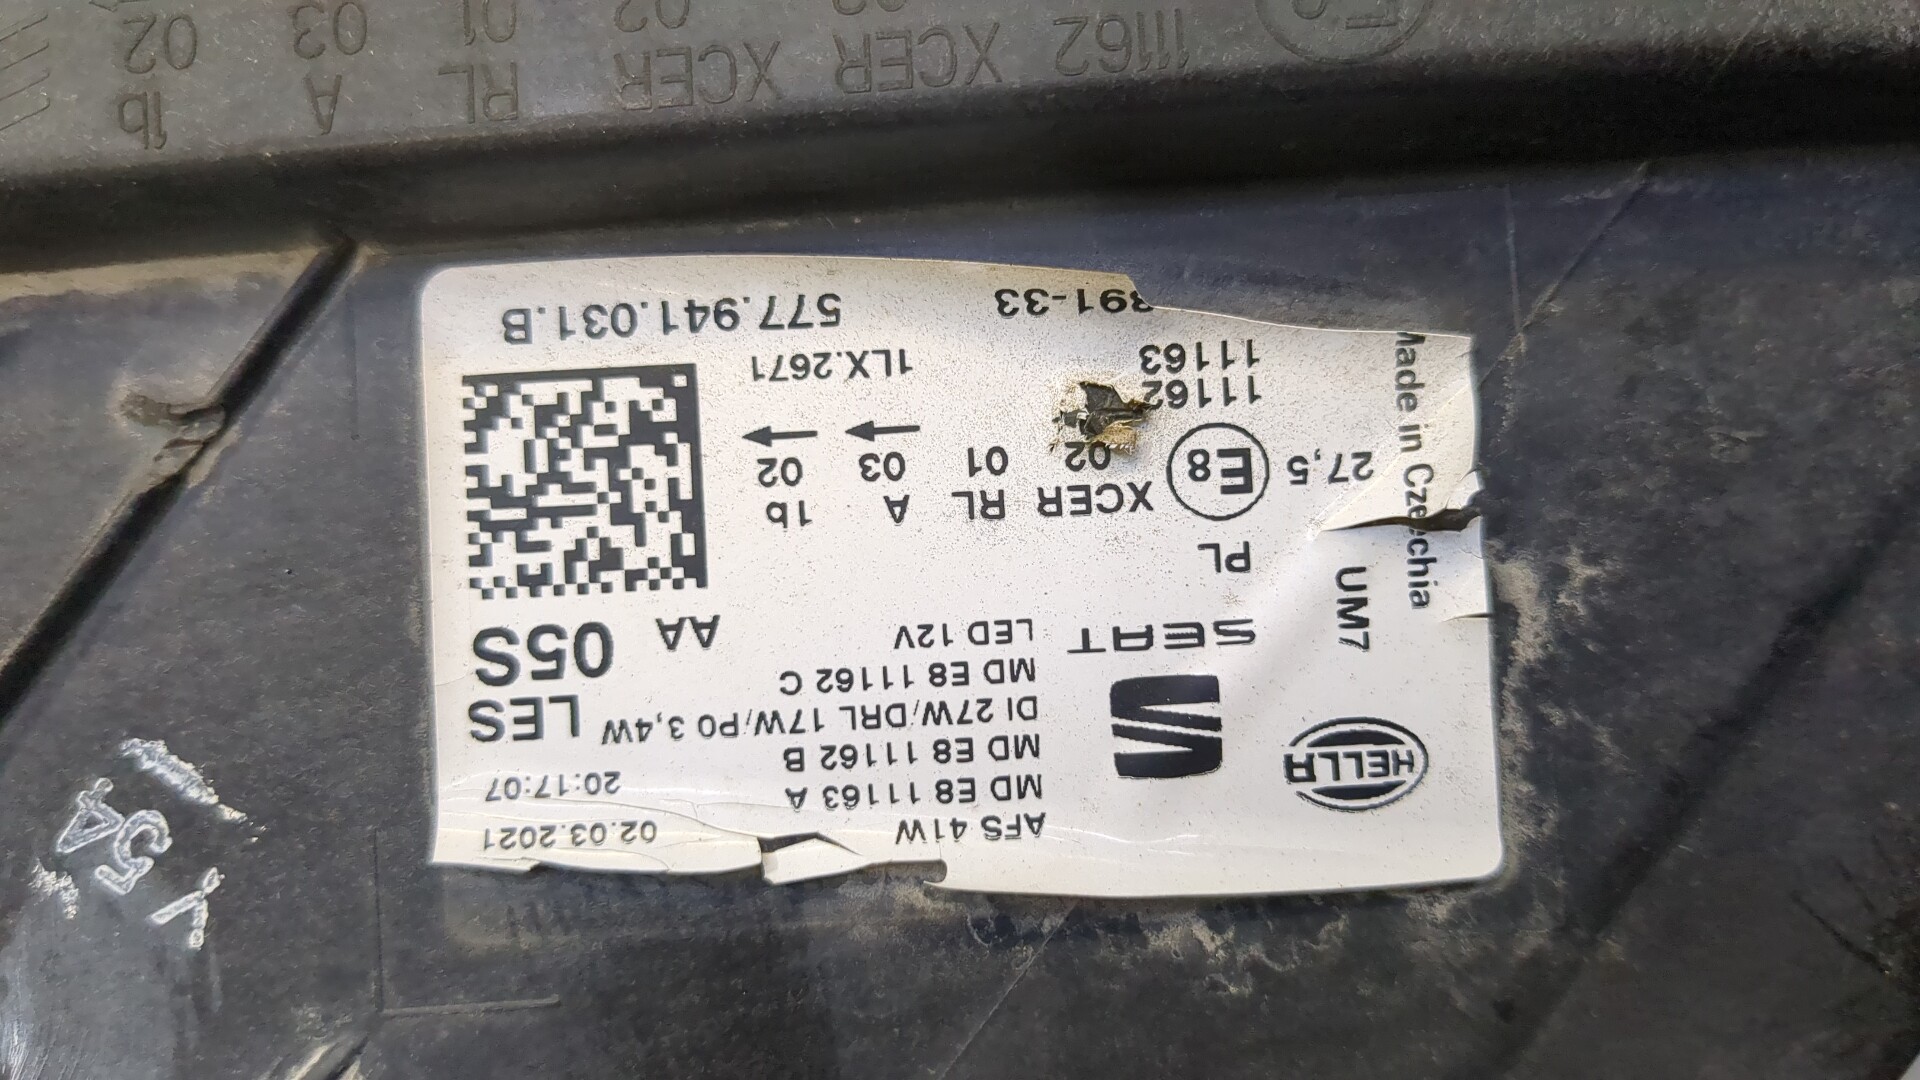 02.03.2021
20:17:07
AFS 41W
MD E8 11163 A
MD E8 11162 B
DI 27W/DRL 17W/PO 3,4W
MD E8 11162 C
LED 12V
LES
05S
AA
HELLA
SEAT
UM7
Made in Czechia
PL
27,5
E8
XCER RL A 1b
02 01 03 02
11162
11163
1LX.2671
391-33
577.941.031.B
11162 XCER XCER RL A 1b
01 03 02